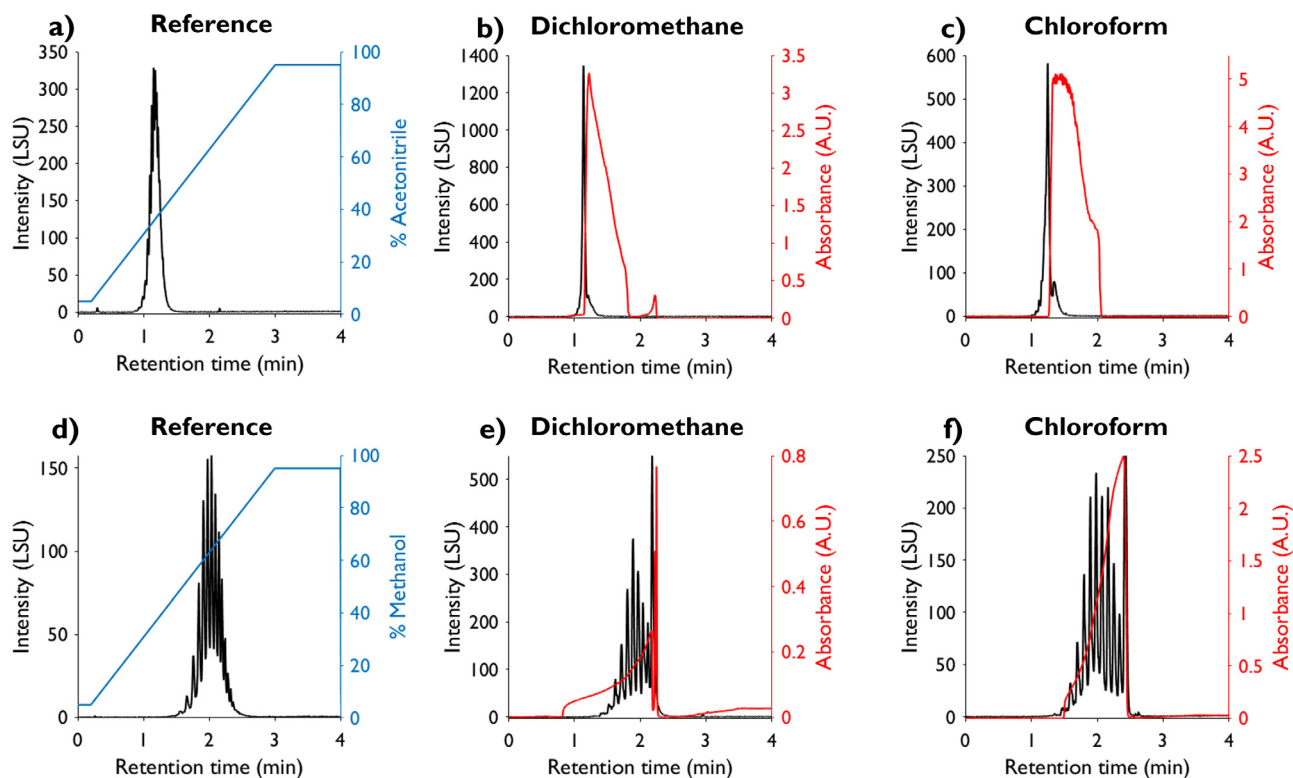 a)
Reference
350
300
250
200
150
100
50
0
Intensity (LSU)
100
80
60
40
20
0
% Acetonitrile
0 1 2 3 4
Retention time (min)
b)
Dichloromethane
1400
1200
1000
800
600
400
200
0
Intensity (LSU)
3.5
3
2.5
2
1.5
1
0.5
0
Absorbance (A.U.)
0 1 2 3 4
Retention time (min)
c)
Chloroform
600
500
400
300
200
100
0
Intensity (LSU)
5
4
3
2
1
0
Absorbance (A.U.)
0 1 2 3 4
Retention time (min)
d)
Reference
150
100
50
0
Intensity (LSU)
100
80
60
40
20
0
% Methanol
0 1 2 3 4
Retention time (min)
e)
Dichloromethane
500
400
300
200
100
0
Intensity (LSU)
0.8
0.6
0.4
0.2
0
Absorbance (A.U.)
0 1 2 3 4
Retention time (min)
f)
Chloroform
250
200
150
100
50
0
Intensity (LSU)
2.5
2
1.5
1
0.5
0
Absorbance (A.U.)
0 1 2 3 4
Retention time (min)